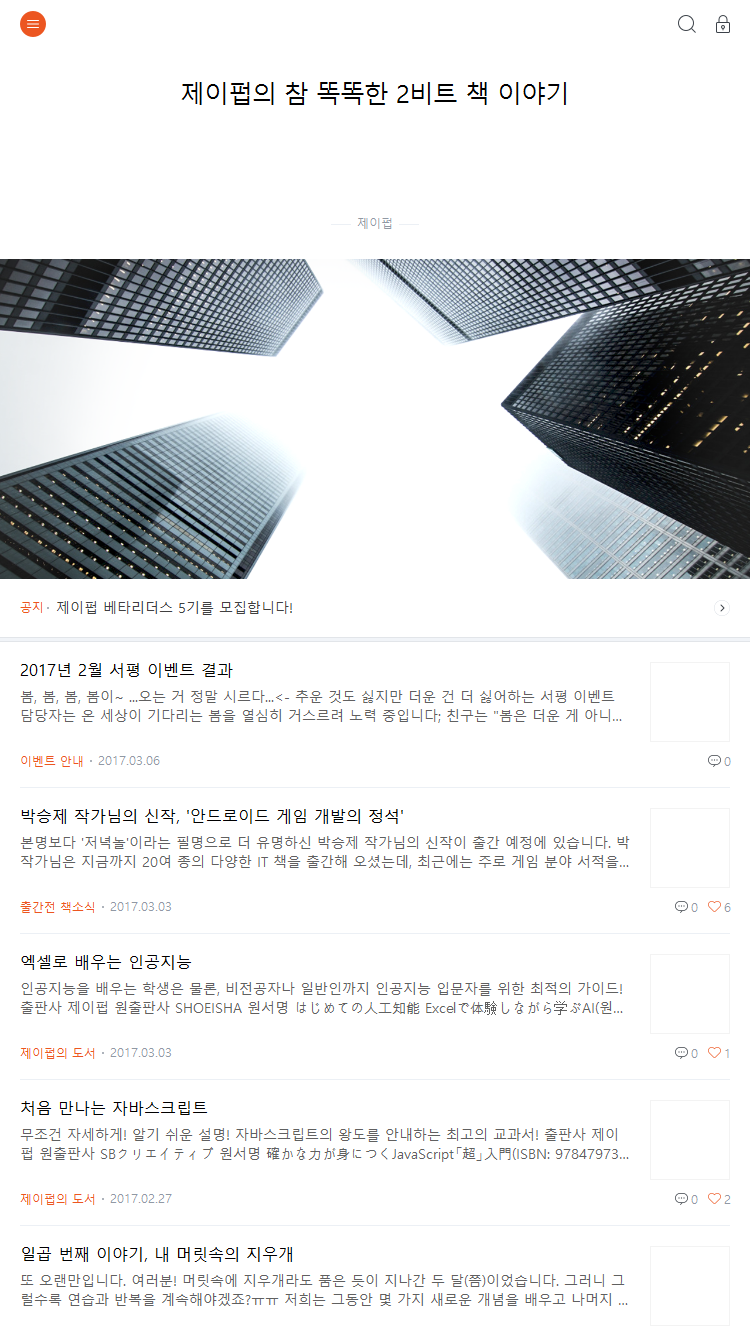 제이펍의 참 똑똑한 2비트 책 이야기
제이펍
공지 · 제이펍 베타리더스 5기를 모집합니다!
2017년 2월 서평 이벤트 결과
봄, 봄, 봄, 봄이~ ...오는 거 정말 시르다...<- 추운 것도 싫지만 더운 건 더 싫어하는 서평 이벤트
담당자는 온 세상이 기다리는 봄을 열심히 거스르려 노력 중입니다; 친구는 "봄은 더운 게 아니...
이벤트 안내 · 2017.03.06
0
박승제 작가님의 신작, '안드로이드 게임 개발의 정석'
본명보다 '저녁놀'이라는 필명으로 더 유명하신 박승제 작가님의 신작이 출간 예정에 있습니다. 박
작가님은 지금까지 20여 종의 다양한 IT 책을 출간해 오셨는데, 최근에는 주로 게임 분야 서적을...
출간전 책소식 · 2017.03.03
0 6
엑셀로 배우는 인공지능
인공지능을 배우는 학생은 물론, 비전공자나 일반인까지 인공지능 입문자를 위한 최적의 가이드!
출판사 제이펍 원출판사 SHOEISHA 원서명 はじめての人工知能 Excelで体験しながら学ぶAI(원...
제이펍의 도서 · 2017.03.03
0 1
처음 만나는 자바스크립트
무조건 자세하게! 알기 쉬운 설명! 자바스크립트의 왕도를 안내하는 최고의 교과서! 출판사 제이
펍 원출판사 SBクリエイティブ 원서명 確かな力が身につくJavaScript「超」入門(ISBN: 97847973...
제이펍의 도서 · 2017.02.27
0 2
일곱 번째 이야기, 내 머릿속의 지우개
또 오랜만입니다. 여러분! 머릿속에 지우개라도 품은 듯이 지나간 두 달(쯤)이었습니다. 그러니 그
럴수록 연습과 반복을 계속해야겠죠?ㅠㅠ 저희는 그동안 몇 가지 새로운 개념을 배우고 나머지 ...